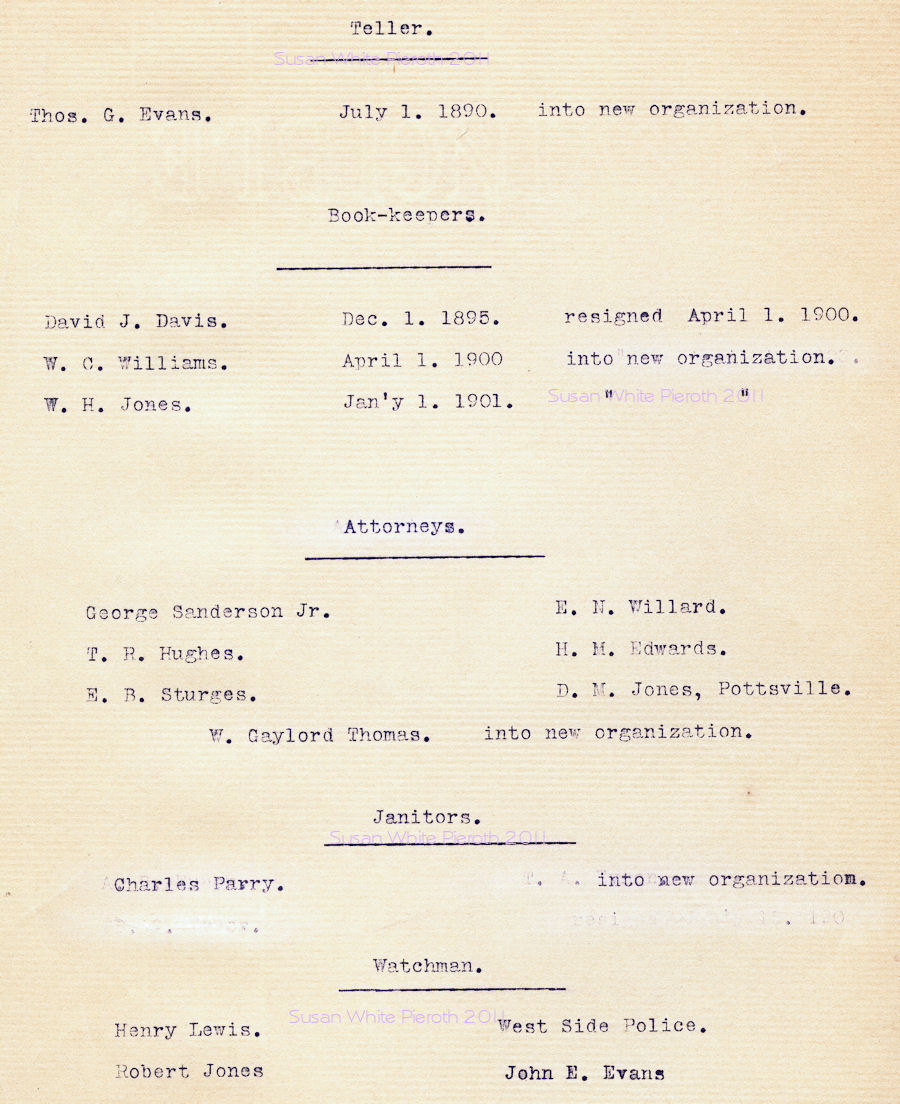 Teller.
Susan White Pieroth 2011
Thos. G. Evans. July 1. 1890. into new organization.
Book-keepers.
David J. Davis. Dec. 1. 1895. resigned April 1. 1900.
W. C. Williams. April 1. 1900 into new organization.
W. H. Jones. Jan'y 1. 1901. " "
Susan White Pieroth 2011
Attorneys.
George Sanderson Jr. E. N. Willard.
T. R. Hughes. H. M. Edwards.
E. B. Sturges. D. M. Jones, Pottsville.
W. Gaylord Thomas. into new organization.
Janitors.
Susan White Pieroth 2011
Charles Parry. into new organization.
Watchman.
Susan White Pieroth 2011
Henry Lewis. West Side Police.
Robert Jones John E. Evans